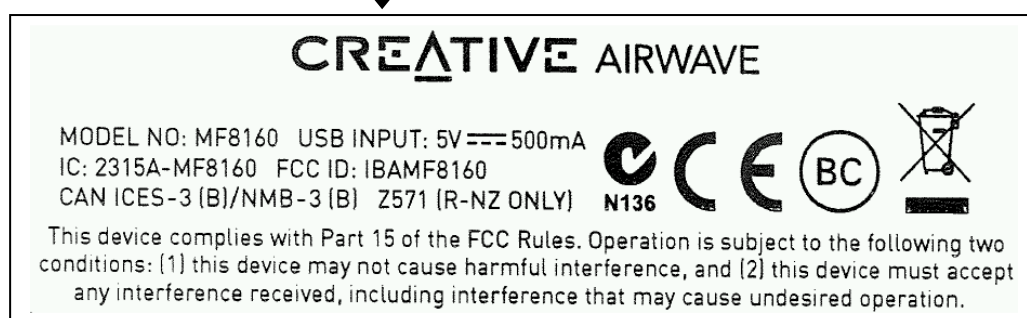 CREATIVE AIRWAVE
MODEL NO: MF8160 USB INPUT: 5V 500mA
IC: 2315A-MF8160 FCC ID: IBAMF8160
CAN ICES-3 (B)/NMB-3 (B) Z571 (R-NZ ONLY)
N136
BC
This device complies with Part 15 of the FCC Rules. Operation is subject to the following two
conditions: (1) this device may not cause harmful interference, and (2) this device must accept
any interference received, including interference that may cause undesired operation.